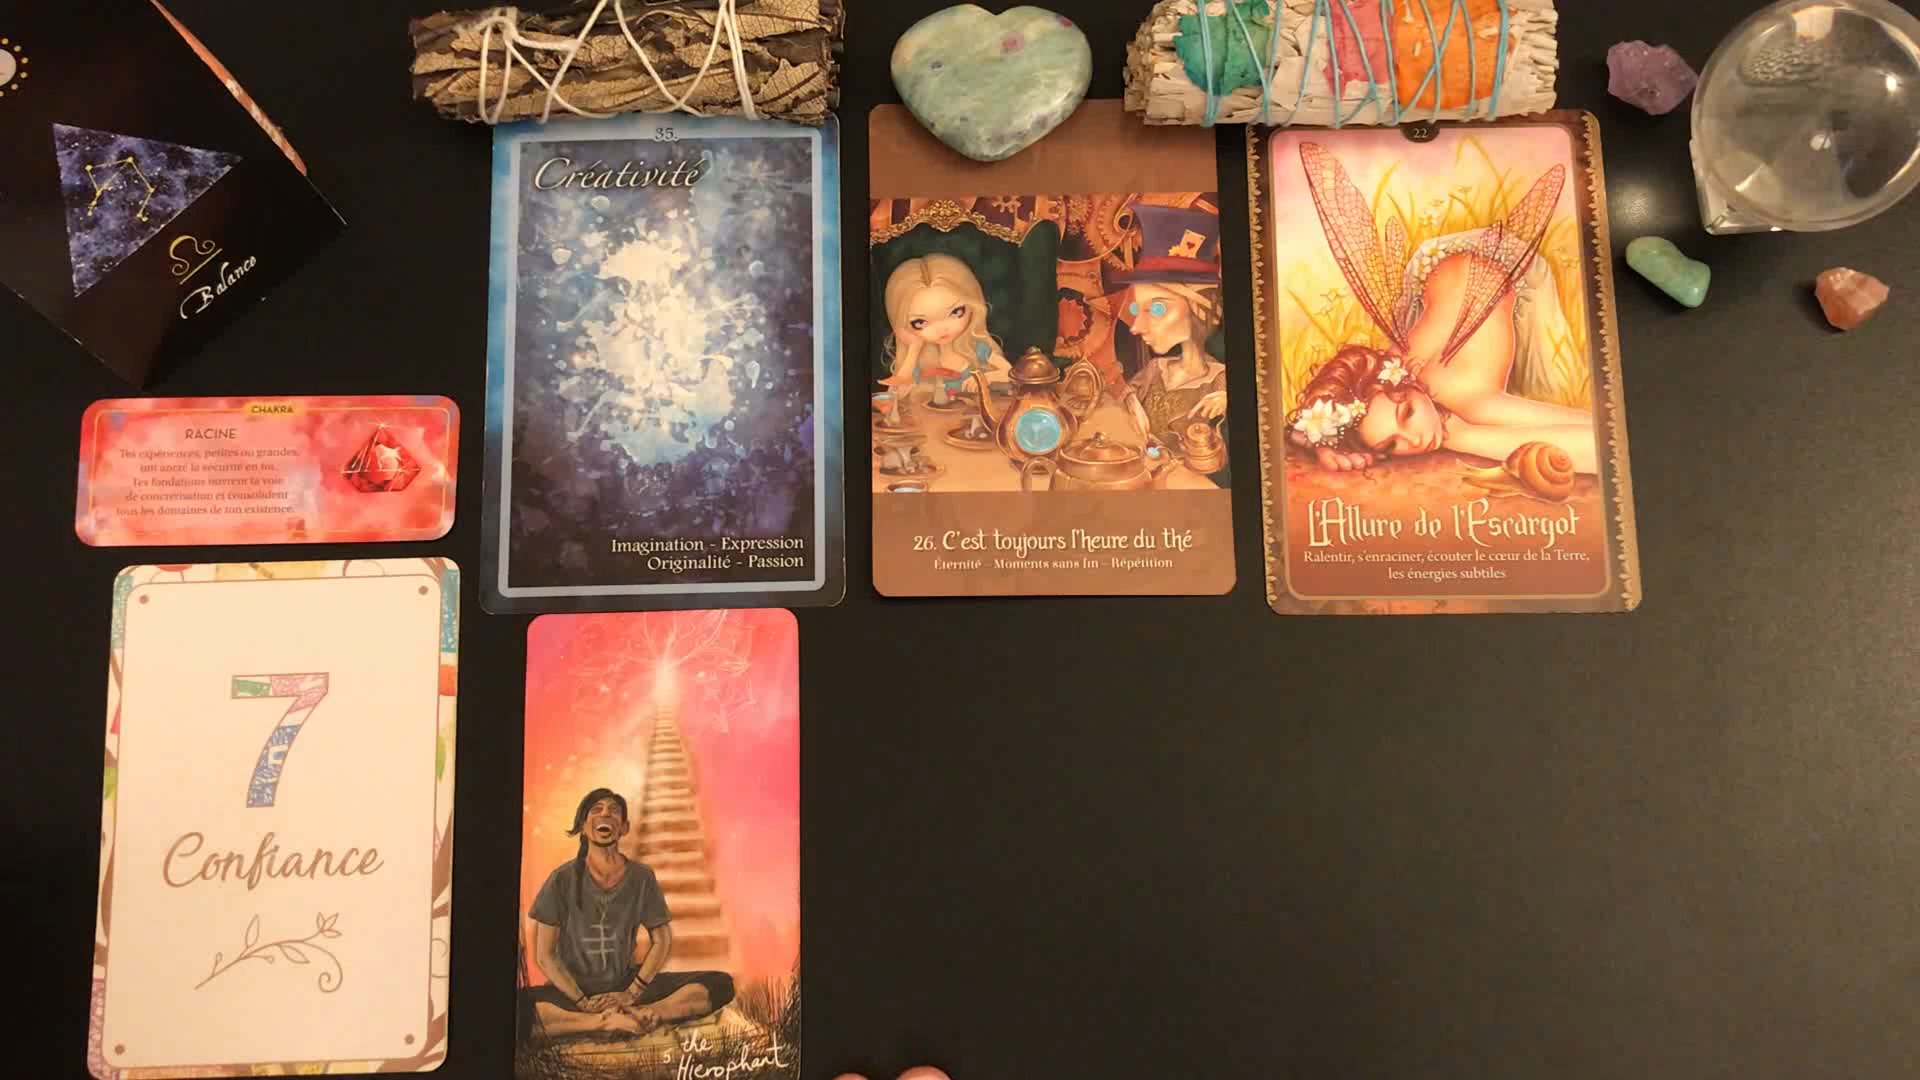 Balance
CHAKRA
RACINE
Tes expériences, petites ou grandes,
ont ancré la sécurité en toi.
Tes fondations ouvrent ta voie
de concrétisation et consolident
tous les domaines de ton existence.
7
Confiance
35.
Créativité
Imagination - Expression
Originalité - Passion
5 the
Hierophant
26. C'est toujours l'heure du thé
Éternité - Moments sans fin - Répétition
22
L'Allure de l'Escargot
Ralentir, s'enraciner, écouter le cœur de la Terre,
les énergies subtiles